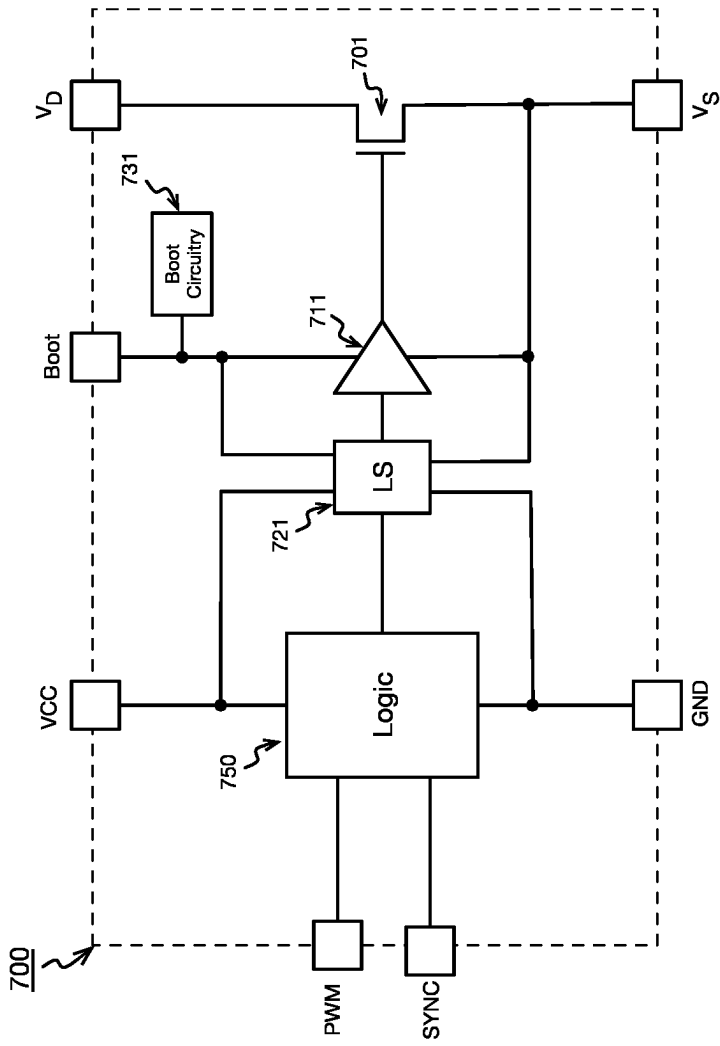 700
VCC
Boot
V_D
731
Boot
Circuitry
701
711
721
LS
750
Logic
PWM
SYNC
GND
V_S